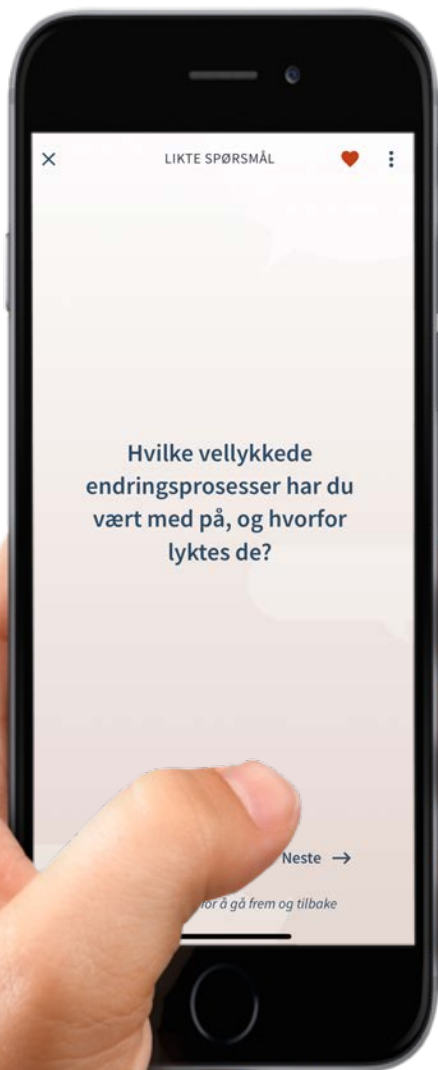 LIKTE SPØRSMÅL
Hvilke vellykkede
endringsprosesser har du
vært med på, og hvorfor
lyktes de?
Neste
for å gå frem og tilbake